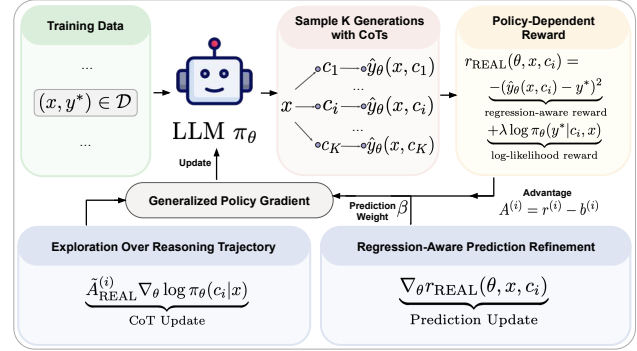 Training Data
...
(x, y*) ∈ D
...
LLM π_θ
Update
Sample K Generations
with CoTs
c_1 ŷ_θ(x, c_1)
...
x c_i ŷ_θ(x, c_i)
...
c_K ŷ_θ(x, c_K)
Policy-Dependent
Reward
r_REAL(θ, x, c_i) =
−(ŷ_θ(x, c_i) − y*)²
regression-aware reward
+λ log π_θ(y*|c_i, x)
log-likelihood reward
Generalized Policy Gradient
Prediction
Weight β
Advantage
A^(i) = r^(i) − b^(i)
Exploration Over Reasoning Trajectory
Ã^(i)_REAL ∇_θ log π_θ(c_i|x)
CoT Update
Regression-Aware Prediction Refinement
∇_θ r_REAL(θ, x, c_i)
Prediction Update